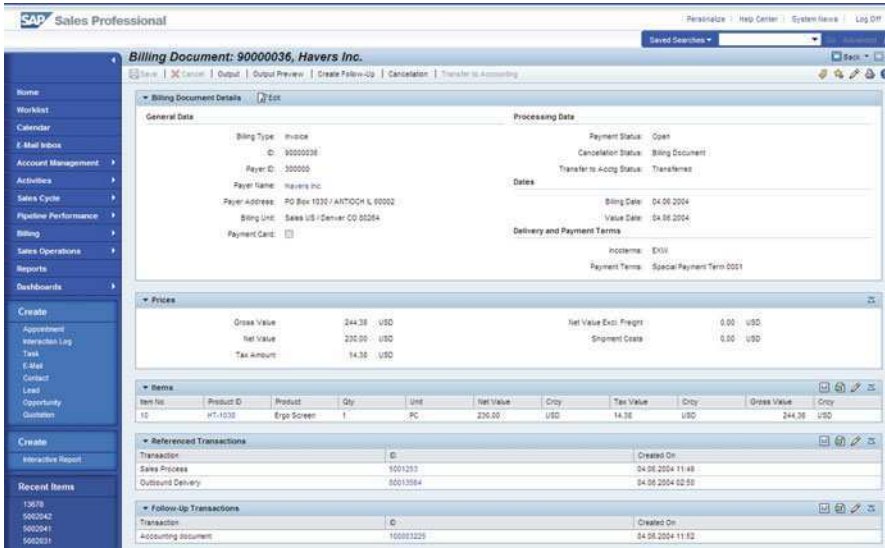 SAP Sales Professional
Personalize Help Center System News Log Off
Saved Searches Go Advanced
Billing Document: 90000036, Havers Inc.
Back
Save Cancel Output Output Preview Create Follow-Up Cancellation Transfer to Accounting
Home
Worklist
Calendar
E-Mail Inbox
Account Management
Activities
Sales Cycle
Pipeline Performance
Billing
Sales Operations
Reports
Dashboards
Create
Appointment
Interaction Log
Task
E-Mail
Contact
Lead
Opportunity
Quotation
Create
Interactive Report
Recent Items
13678
5002042
5002041
5002031
Billing Document Details Edit
General Data
Billing Type: Invoice
ID: 90000036
Payer ID: 300000
Payer Name: Havers Inc.
Payer Address: PO Box 1030 / ANTIOCH IL 60002
Billing Unit: Sales US / Denver CO 80264
Payment Card:
Processing Data
Payment Status: Open
Cancellation Status: Billing Document
Transfer to Acctg Status: Transferred
Dates
Billing Date: 04.06.2004
Value Date: 04.06.2004
Delivery and Payment Terms
Incoterms: EXW
Payment Terms: Special Payment Term 0001
Prices
Gross Value 244,38 USD
Net Value 230,00 USD
Tax Amount 14,38 USD
Net Value Excl. Freight 0,00 USD
Shipment Costs 0,00 USD
Items
Item No. Product ID Product Qty Unit Net Value Crcy Tax Value Crcy Gross Value Crcy
10 HT-1030 Ergo Screen 1 PC 230,00 USD 14,38 USD 244,38 USD
Referenced Transactions
Transaction ID Created On
Sales Process 5001253 04.06.2004 11:48
Outbound Delivery 04.06.2004 02:50
Follow-Up Transactions
Transaction ID Created On
Accounting document 100003225 04.06.2004 11:52